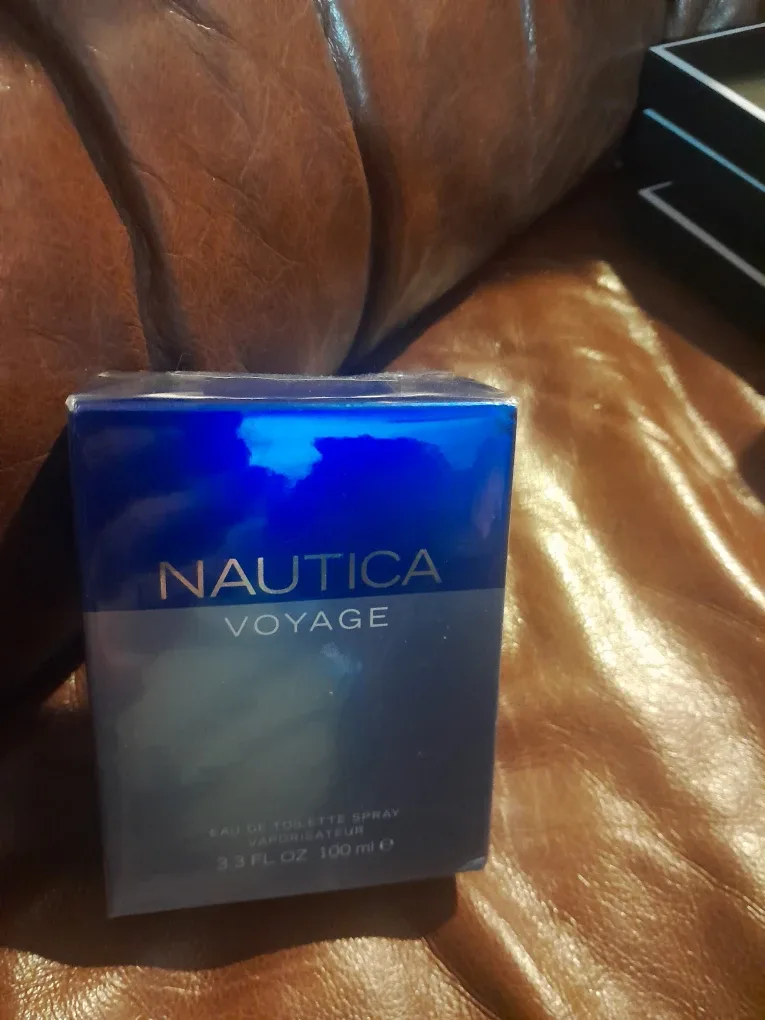 NAUTICA
VOYAGE
EAU DE TOILETTE SPRAY
VAPORISATEUR
3.3 FL. OZ 100 ml ℮